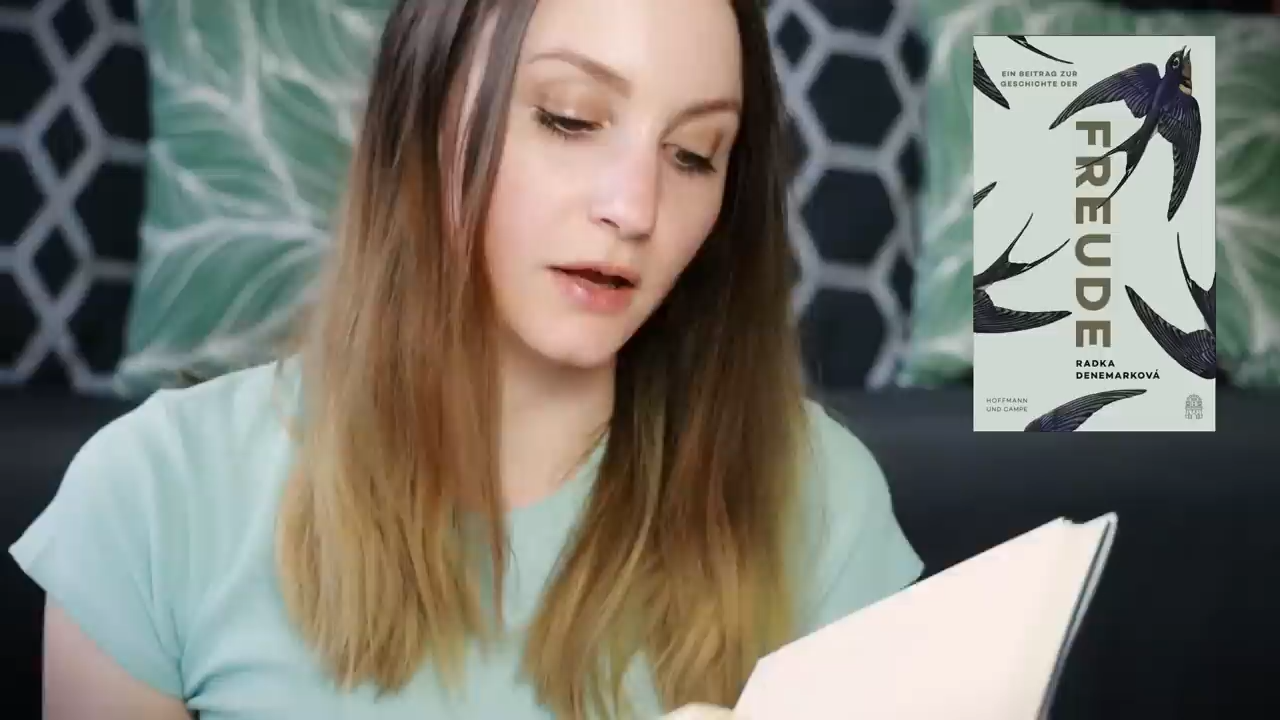 EIN BEITRAG ZUR
GESCHICHTE DER
FREUDE
RADKA
DENEMARKOVÁ
HOFFMANN
UND CAMPE